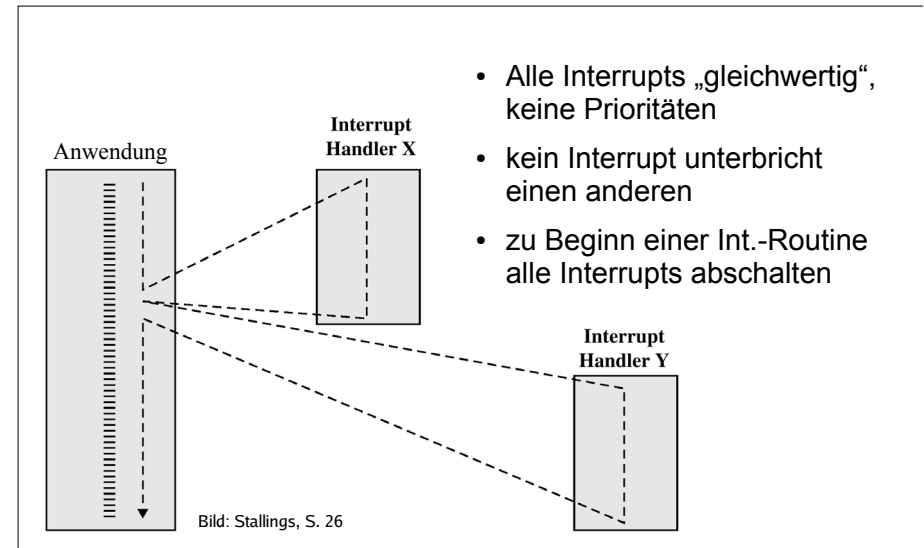 Anwendung
Interrupt
Handler X
• Alle Interrupts „gleichwertig“,
keine Prioritäten
• kein Interrupt unterbricht
einen anderen
• zu Beginn einer Int.-Routine
alle Interrupts abschalten
Interrupt
Handler Y
Bild: Stallings, S. 26